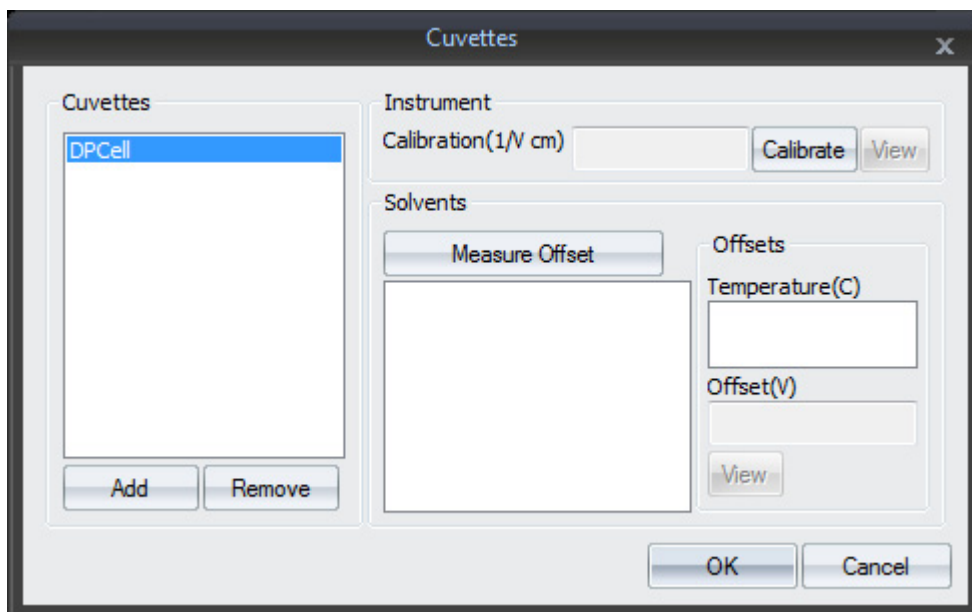 Cuvettes
x
Cuvettes
DPCell
Add Remove
Instrument
Calibration(1/V cm) Calibrate View
Solvents
Measure Offset
Offsets
Temperature(C)
Offset(V)
View
OK Cancel